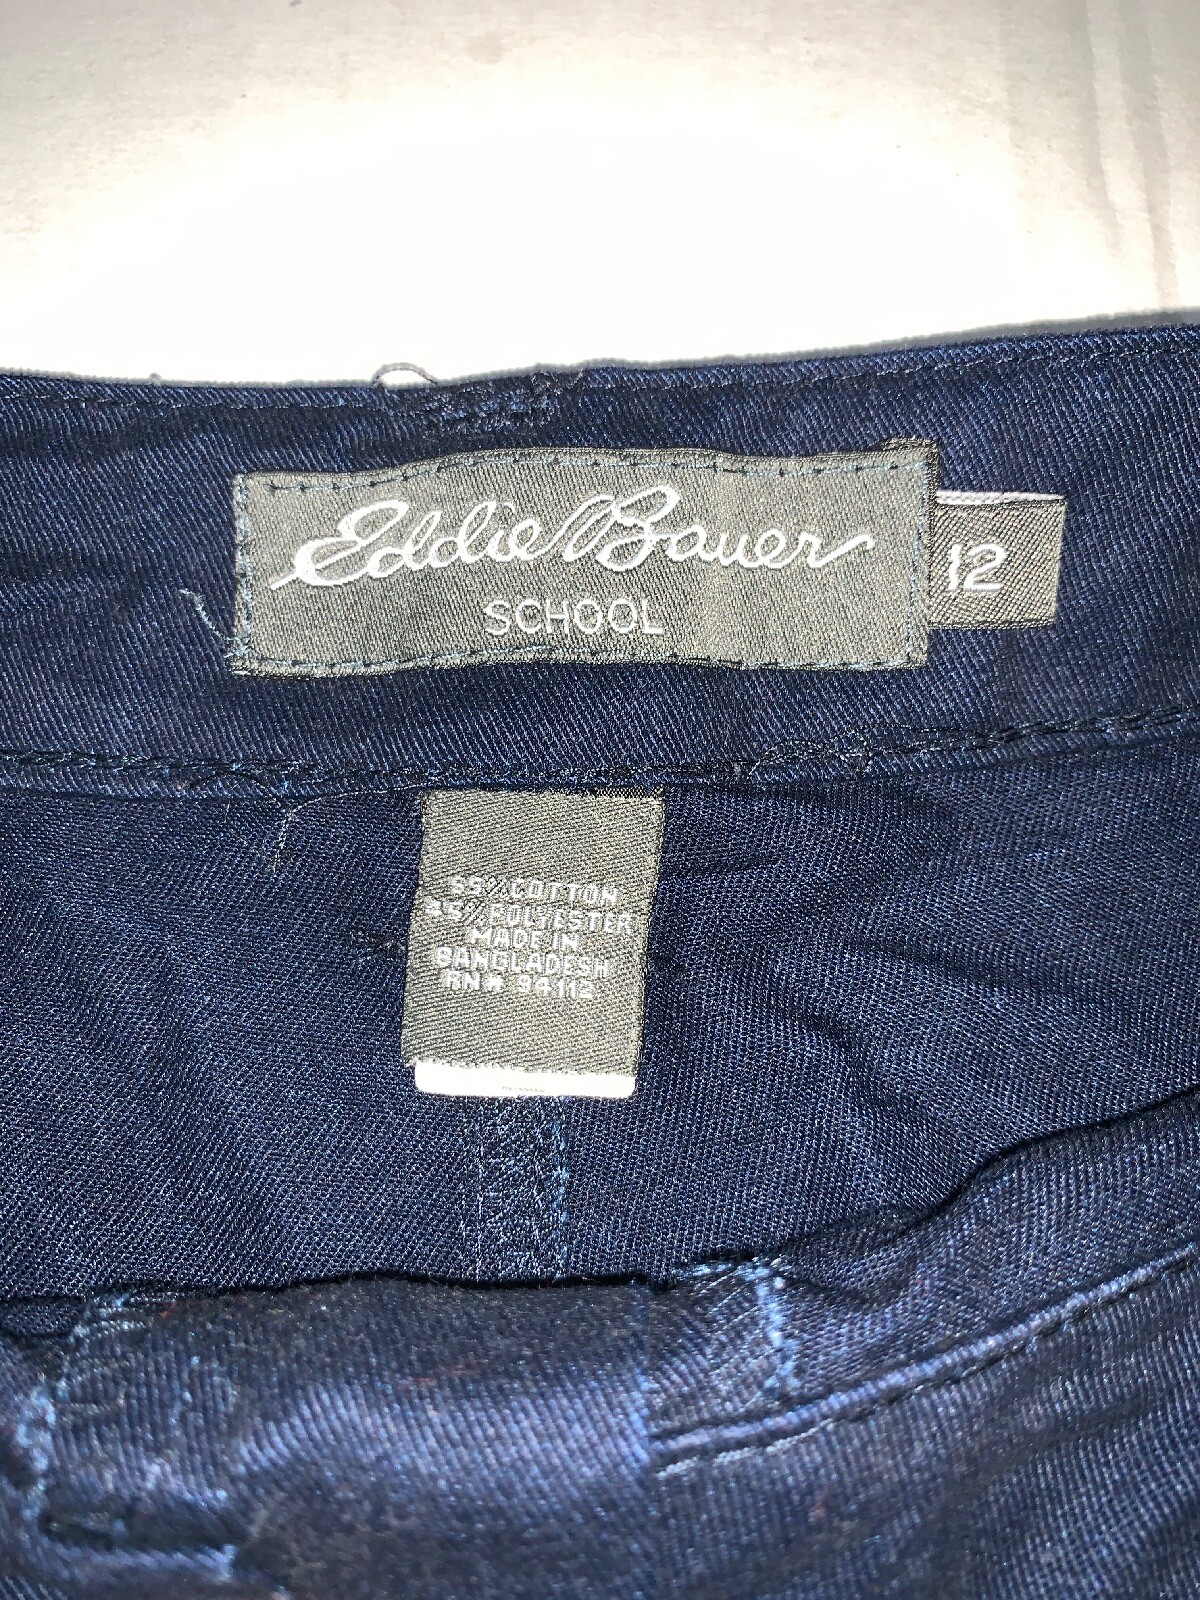 Eddie Bauer
SCHOOL
12
COTTON
POLYESTER
MADE IN
BANGLADESH
RN# 94112